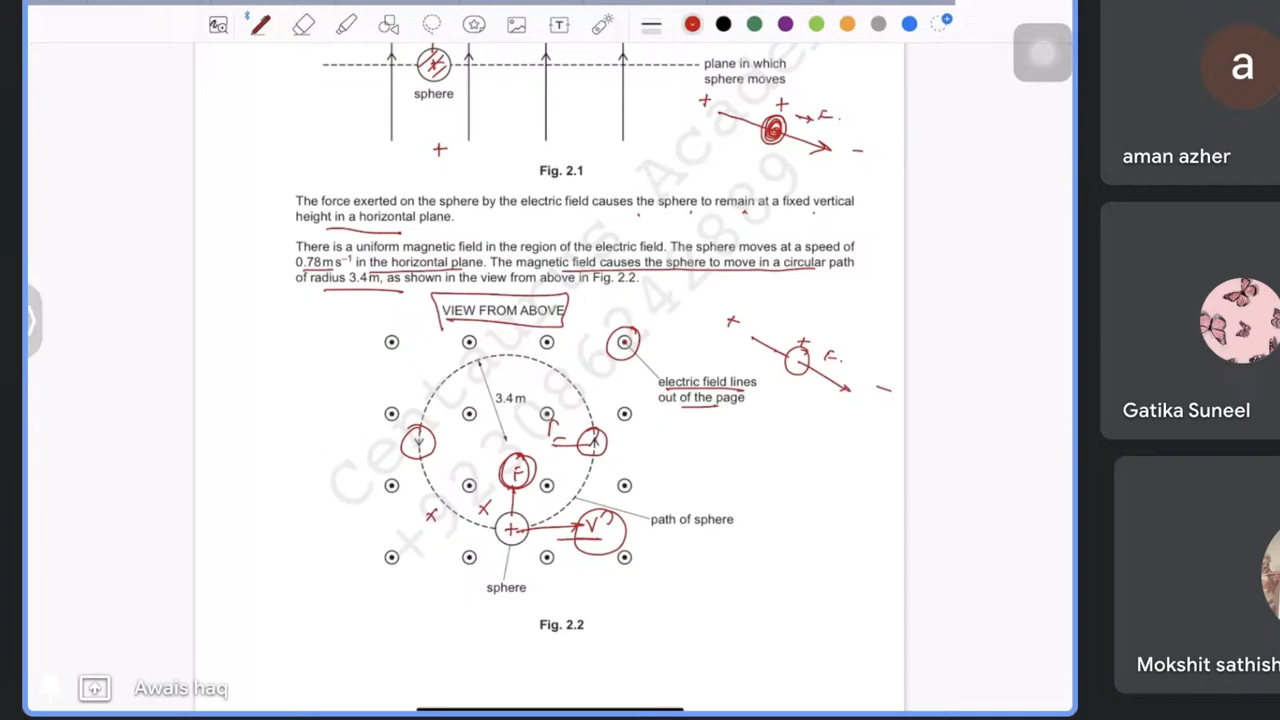 plane in which
sphere moves
sphere
+
+
+
→ F.
-
Fig. 2.1
The force exerted on the sphere by the electric field causes the sphere to remain at a fixed vertical
height in a horizontal plane.
There is a uniform magnetic field in the region of the electric field. The sphere moves at a speed of
0.78 m s⁻¹ in the horizontal plane. The magnetic field causes the sphere to move in a circular path
of radius 3.4 m, as shown in the view from above in Fig. 2.2.
VIEW FROM ABOVE
+
+
F.
-
electric field lines
out of the page
3.4 m
F
x
x
+
V
path of sphere
sphere
Fig. 2.2
Centaurus Academ
+923086242889
Awais haq
T
a
aman azher
Gatika Suneel
Mokshit sathish